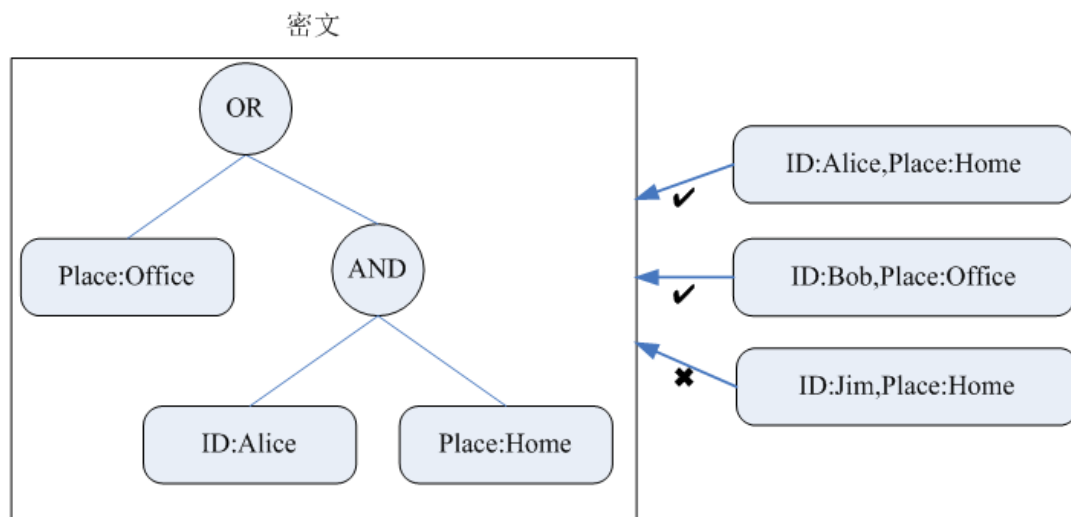 密文
OR
Place:Office
AND
ID:Alice
Place:Home
ID:Alice,Place:Home
ID:Bob,Place:Office
ID:Jim,Place:Home